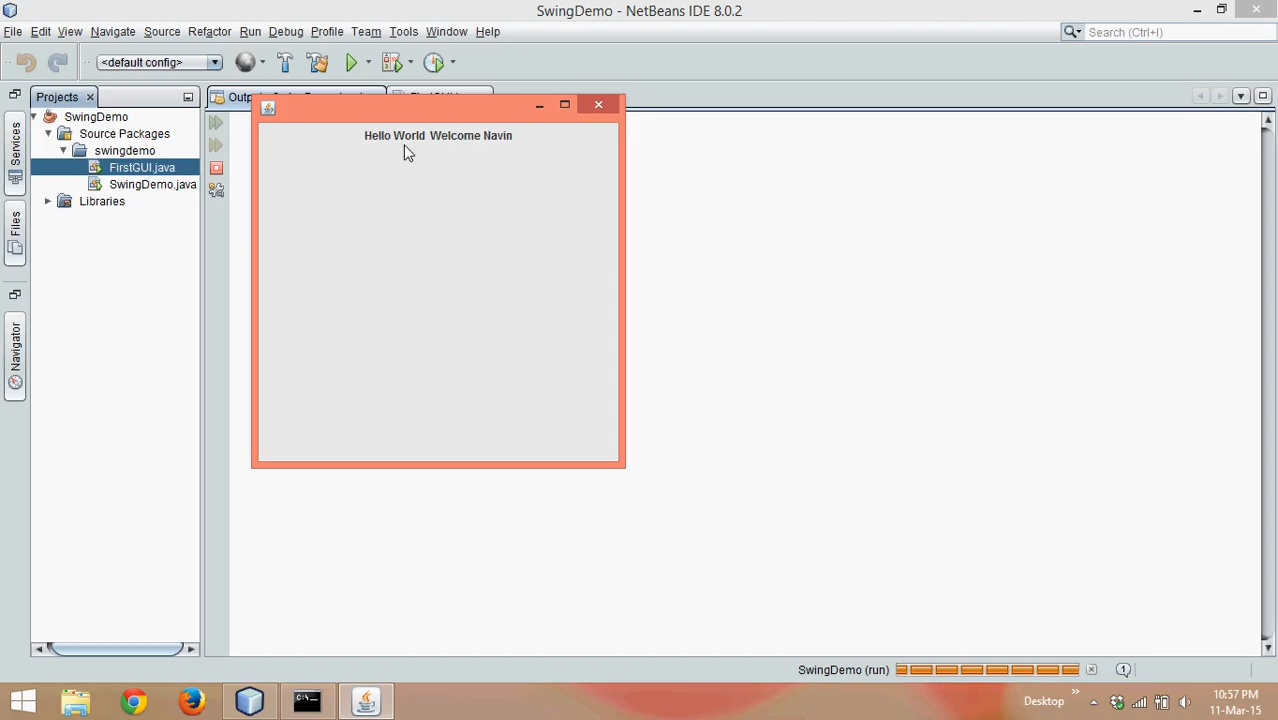 SwingDemo - NetBeans IDE 8.0.2
File Edit View Navigate Source Refactor Run Debug Profile Team Tools Window Help
Search (Ctrl+I)
<default config>
Projects
SwingDemo
Source Packages
swingdemo
FirstGUI.java
SwingDemo.java
Libraries
Services
Files
Navigator
Hello World Welcome Navin
SwingDemo (run)
1
C:\_
Desktop
10:57 PM
11-Mar-15